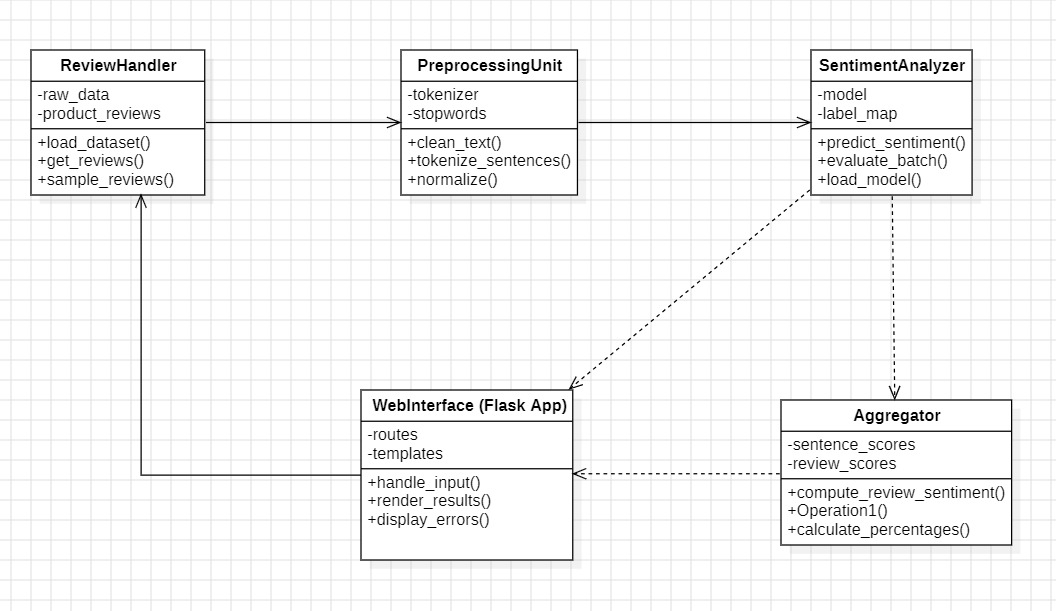 ReviewHandler
-raw_data
-product_reviews
+load_dataset()
+get_reviews()
+sample_reviews()
PreprocessingUnit
-tokenizer
-stopwords
+clean_text()
+tokenize_sentences()
+normalize()
SentimentAnalyzer
-model
-label_map
+predict_sentiment()
+evaluate_batch()
+load_model()
WebInterface (Flask App)
-routes
-templates
+handle_input()
+render_results()
+display_errors()
Aggregator
-sentence_scores
-review_scores
+compute_review_sentiment()
+Operation1()
+calculate_percentages()